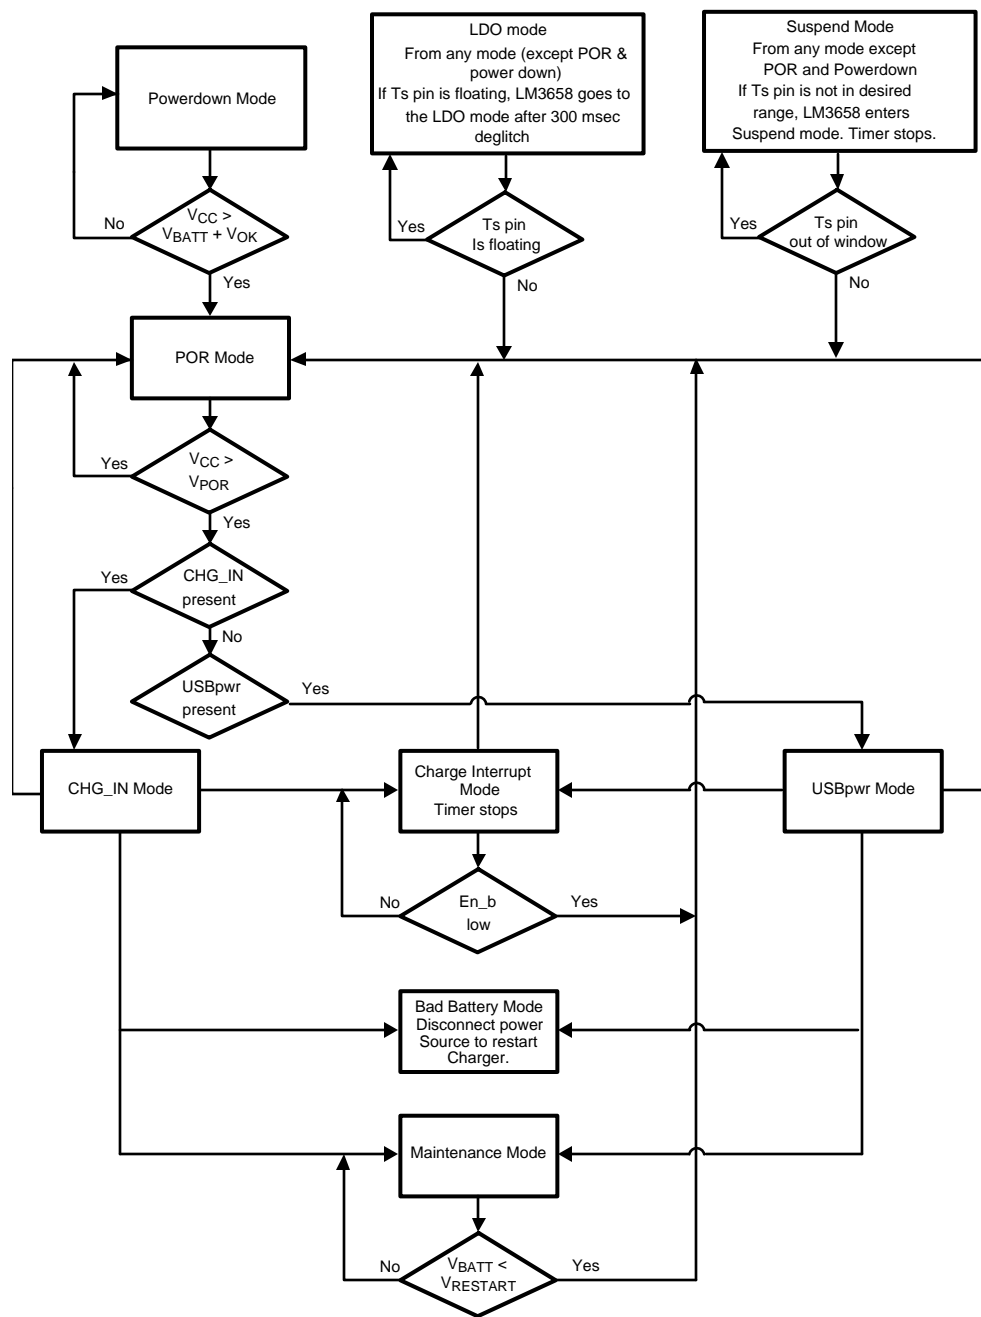 LDO mode
From any mode (except POR &
power down)
If Ts pin is floating, LM3658 goes to
the LDO mode after 300 msec
deglitch
Suspend Mode
From any mode except
POR and Powerdown
If Ts pin is not in desired
range, LM3658 enters
Suspend mode. Timer stops.
Powerdown Mode
No
VCC >
VBATT + VOK
Yes
Yes
Ts pin
Is floating
No
Yes
Ts pin
out of window
No
POR Mode
Yes
VCC >
VPOR
Yes
Yes
CHG_IN
present
No
USBpwr
present
Yes
CHG_IN Mode
Charge Interrupt
Mode
Timer stops
USBpwr Mode
No
En_b
low
Yes
Bad Battery Mode
Disconnect power
Source to restart
Charger.
Maintenance Mode
No
VBATT <
VRESTART
Yes